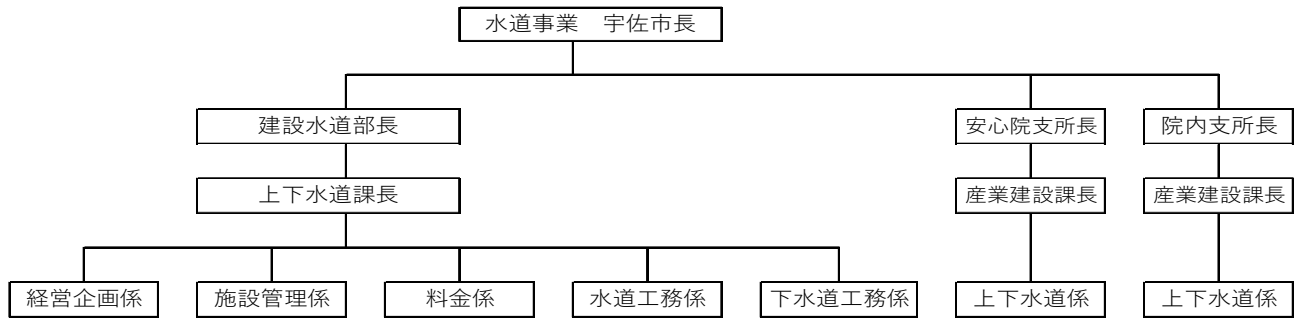 水道事業　宇佐市長
建設水道部長
安心院支所長
院内支所長
上下水道課長
産業建設課長
産業建設課長
経営企画係
施設管理係
料金係
水道工務係
下水道工務係
上下水道係
上下水道係